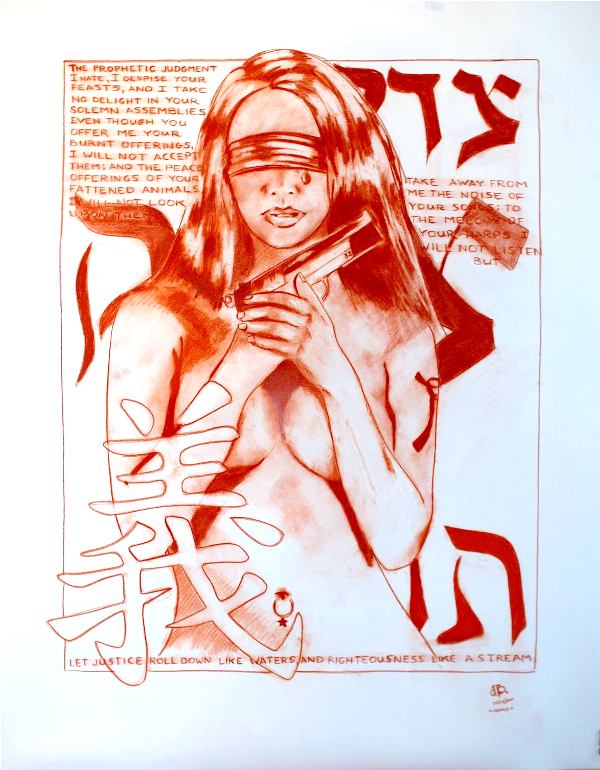 THE PROPHETIC JUDGMENT
I HATE, I DESPISE YOUR
FEASTS, AND I TAKE
NO DELIGHT IN YOUR
SOLEMN ASSEMBLIES
EVEN THOUGH YOU
OFFER ME YOUR
BURNT OFFERINGS,
I WILL NOT ACCEPT
THEM; AND THE PEACE
OFFERINGS OF YOUR
FATTENED ANIMALS
I WILL NOT LOOK
UPON THEM
צד
TAKE AWAY FROM
ME THE NOISE OF
YOUR SONGS; TO
THE MELODY OF
YOUR HARPS I
WILL NOT LISTEN
BUT
義
תו
LET JUSTICE ROLL DOWN LIKE WATERS AND RIGHTEOUSNESS LIKE A STREAM